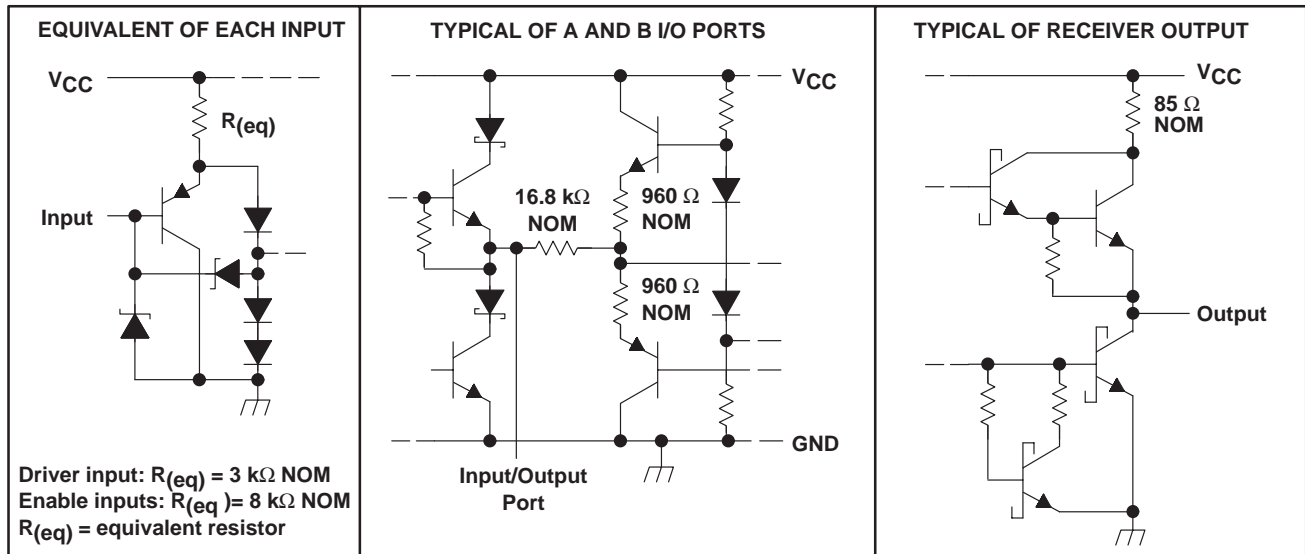 EQUIVALENT OF EACH INPUT
VCC
R(eq)
Input
Driver input: R(eq) = 3 kΩ NOM
Enable inputs: R(eq )= 8 kΩ NOM
R(eq) = equivalent resistor
TYPICAL OF A AND B I/O PORTS
VCC
16.8 kΩ
NOM
960 Ω
NOM
960 Ω
NOM
GND
Input/Output
Port
TYPICAL OF RECEIVER OUTPUT
VCC
85 Ω
NOM
Output